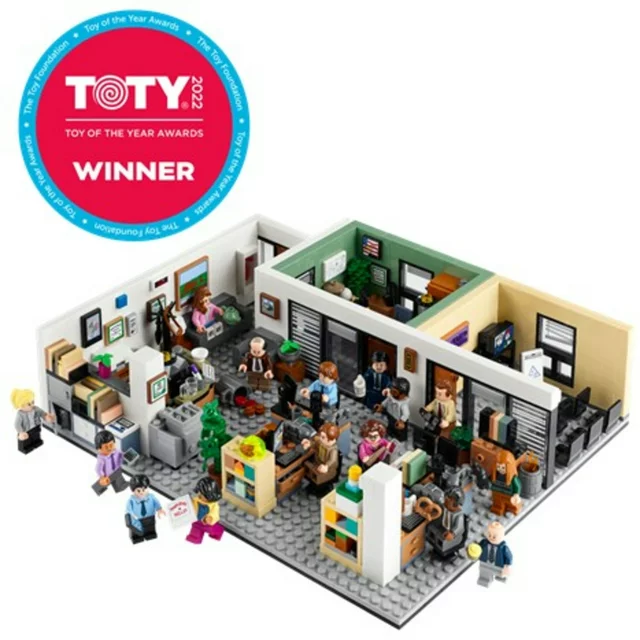 Toy of the Year Awards
The Toy Foundation
Toy of the Year Awards
The Toy Foundation
Toy of the Year Awards
The Toy Foundation
TOTY® 2022
TOY OF THE YEAR AWARDS
WINNER